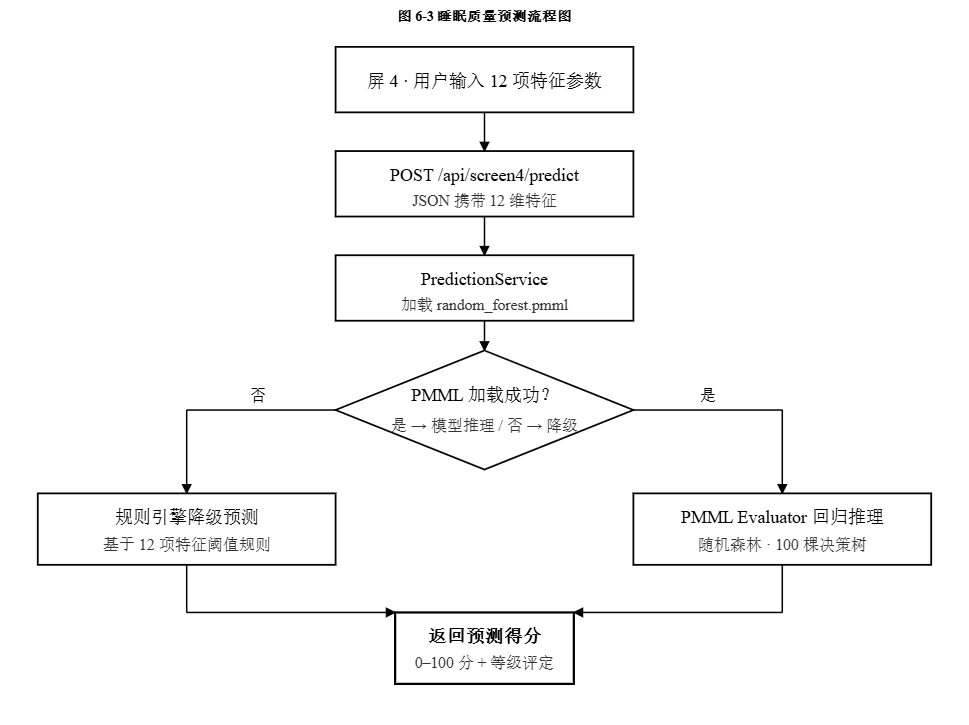 图 6-3 睡眠质量预测流程图
屏 4 · 用户输入 12 项特征参数
POST /api/screen4/predict
JSON 携带 12 维特征
PredictionService
加载 random_forest.pmml
PMML 加载成功？
是 → 模型推理 / 否 → 降级
否
是
规则引擎降级预测
基于 12 项特征阈值规则
PMML Evaluator 回归推理
随机森林 · 100 棵决策树
返回预测得分
0–100 分 + 等级评定